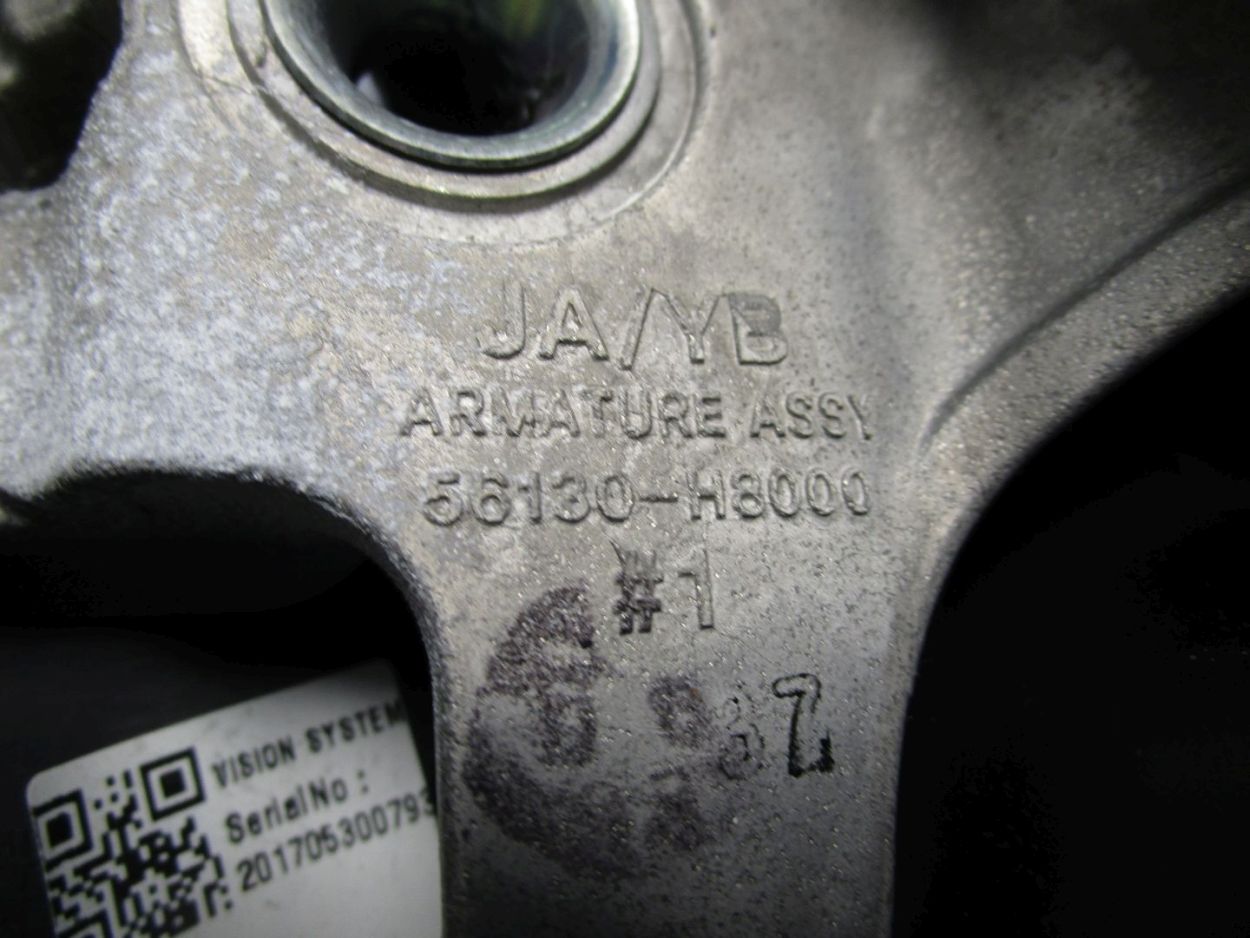 JA/YB
ARMATURE ASSY
56130-H8000
#1
VISION SYSTEM
SerialNo :
201705300793